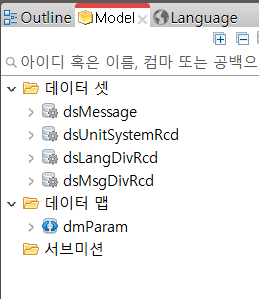 Outline Model Language
아이디 혹은 이름, 컴마 또는 공백으
데이터 셋
dsMessage
dsUnitSystemRcd
dsLangDivRcd
dsMsgDivRcd
데이터 맵
dmParam
서브미션